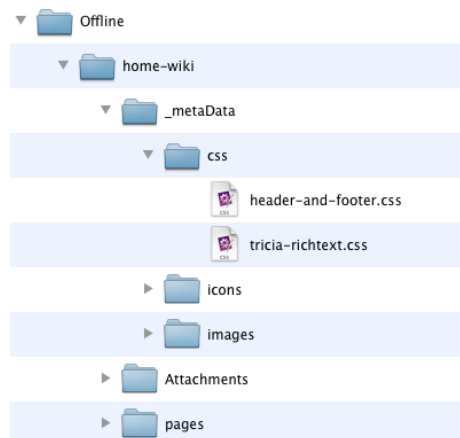 Offline
home-wiki
_metaData
css
header-and-footer.css
tricia-richtext.css
icons
images
Attachments
pages